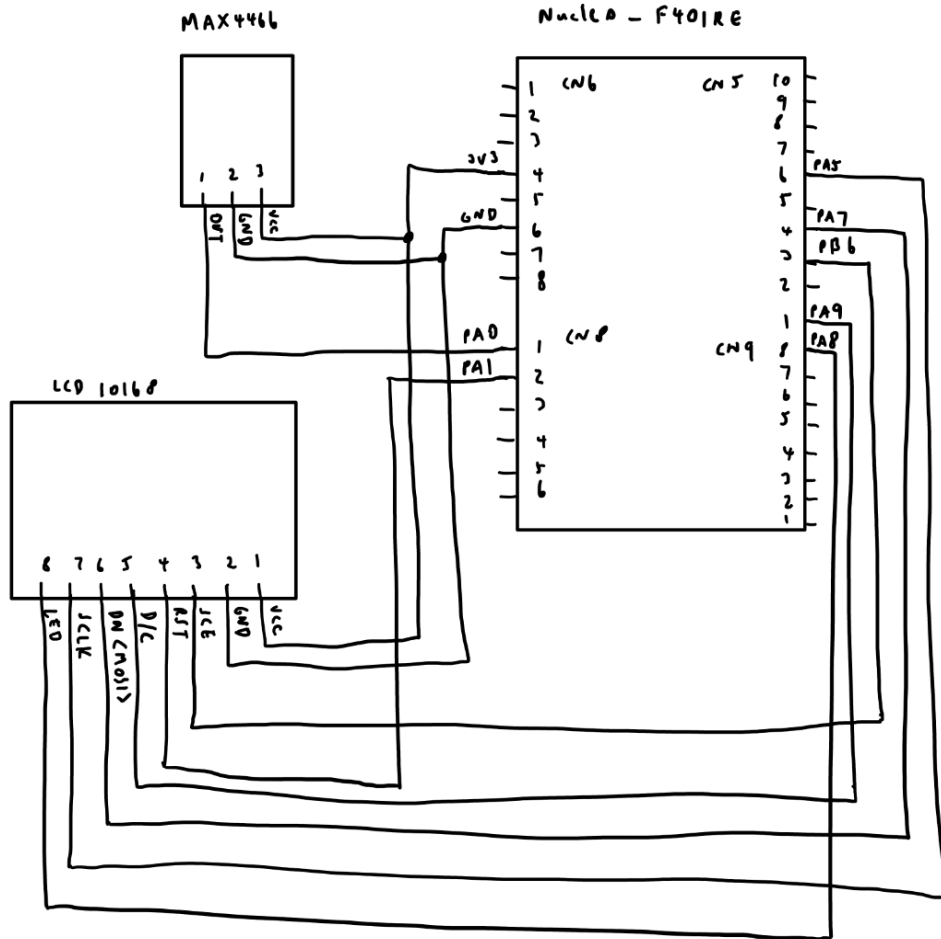 MAX4466
Nucleo - F401RE
1 2 3
OUT GND VCC
1 CN6
2
3
3V3 4
5
GND 6
7
8
PA0 1 CN8
PA1 2
3
4
5
6
CN5 10
9
8
7
6 PA5
5
4 PA7
3 PB6
2
1 PA9
CN9 8 PA8
7
6
5
4
3
2
1
LCD 10168
8 7 6 5 4 3 2 1
LED SCLK DN(MOSI) D/C RST SCE GND VCC